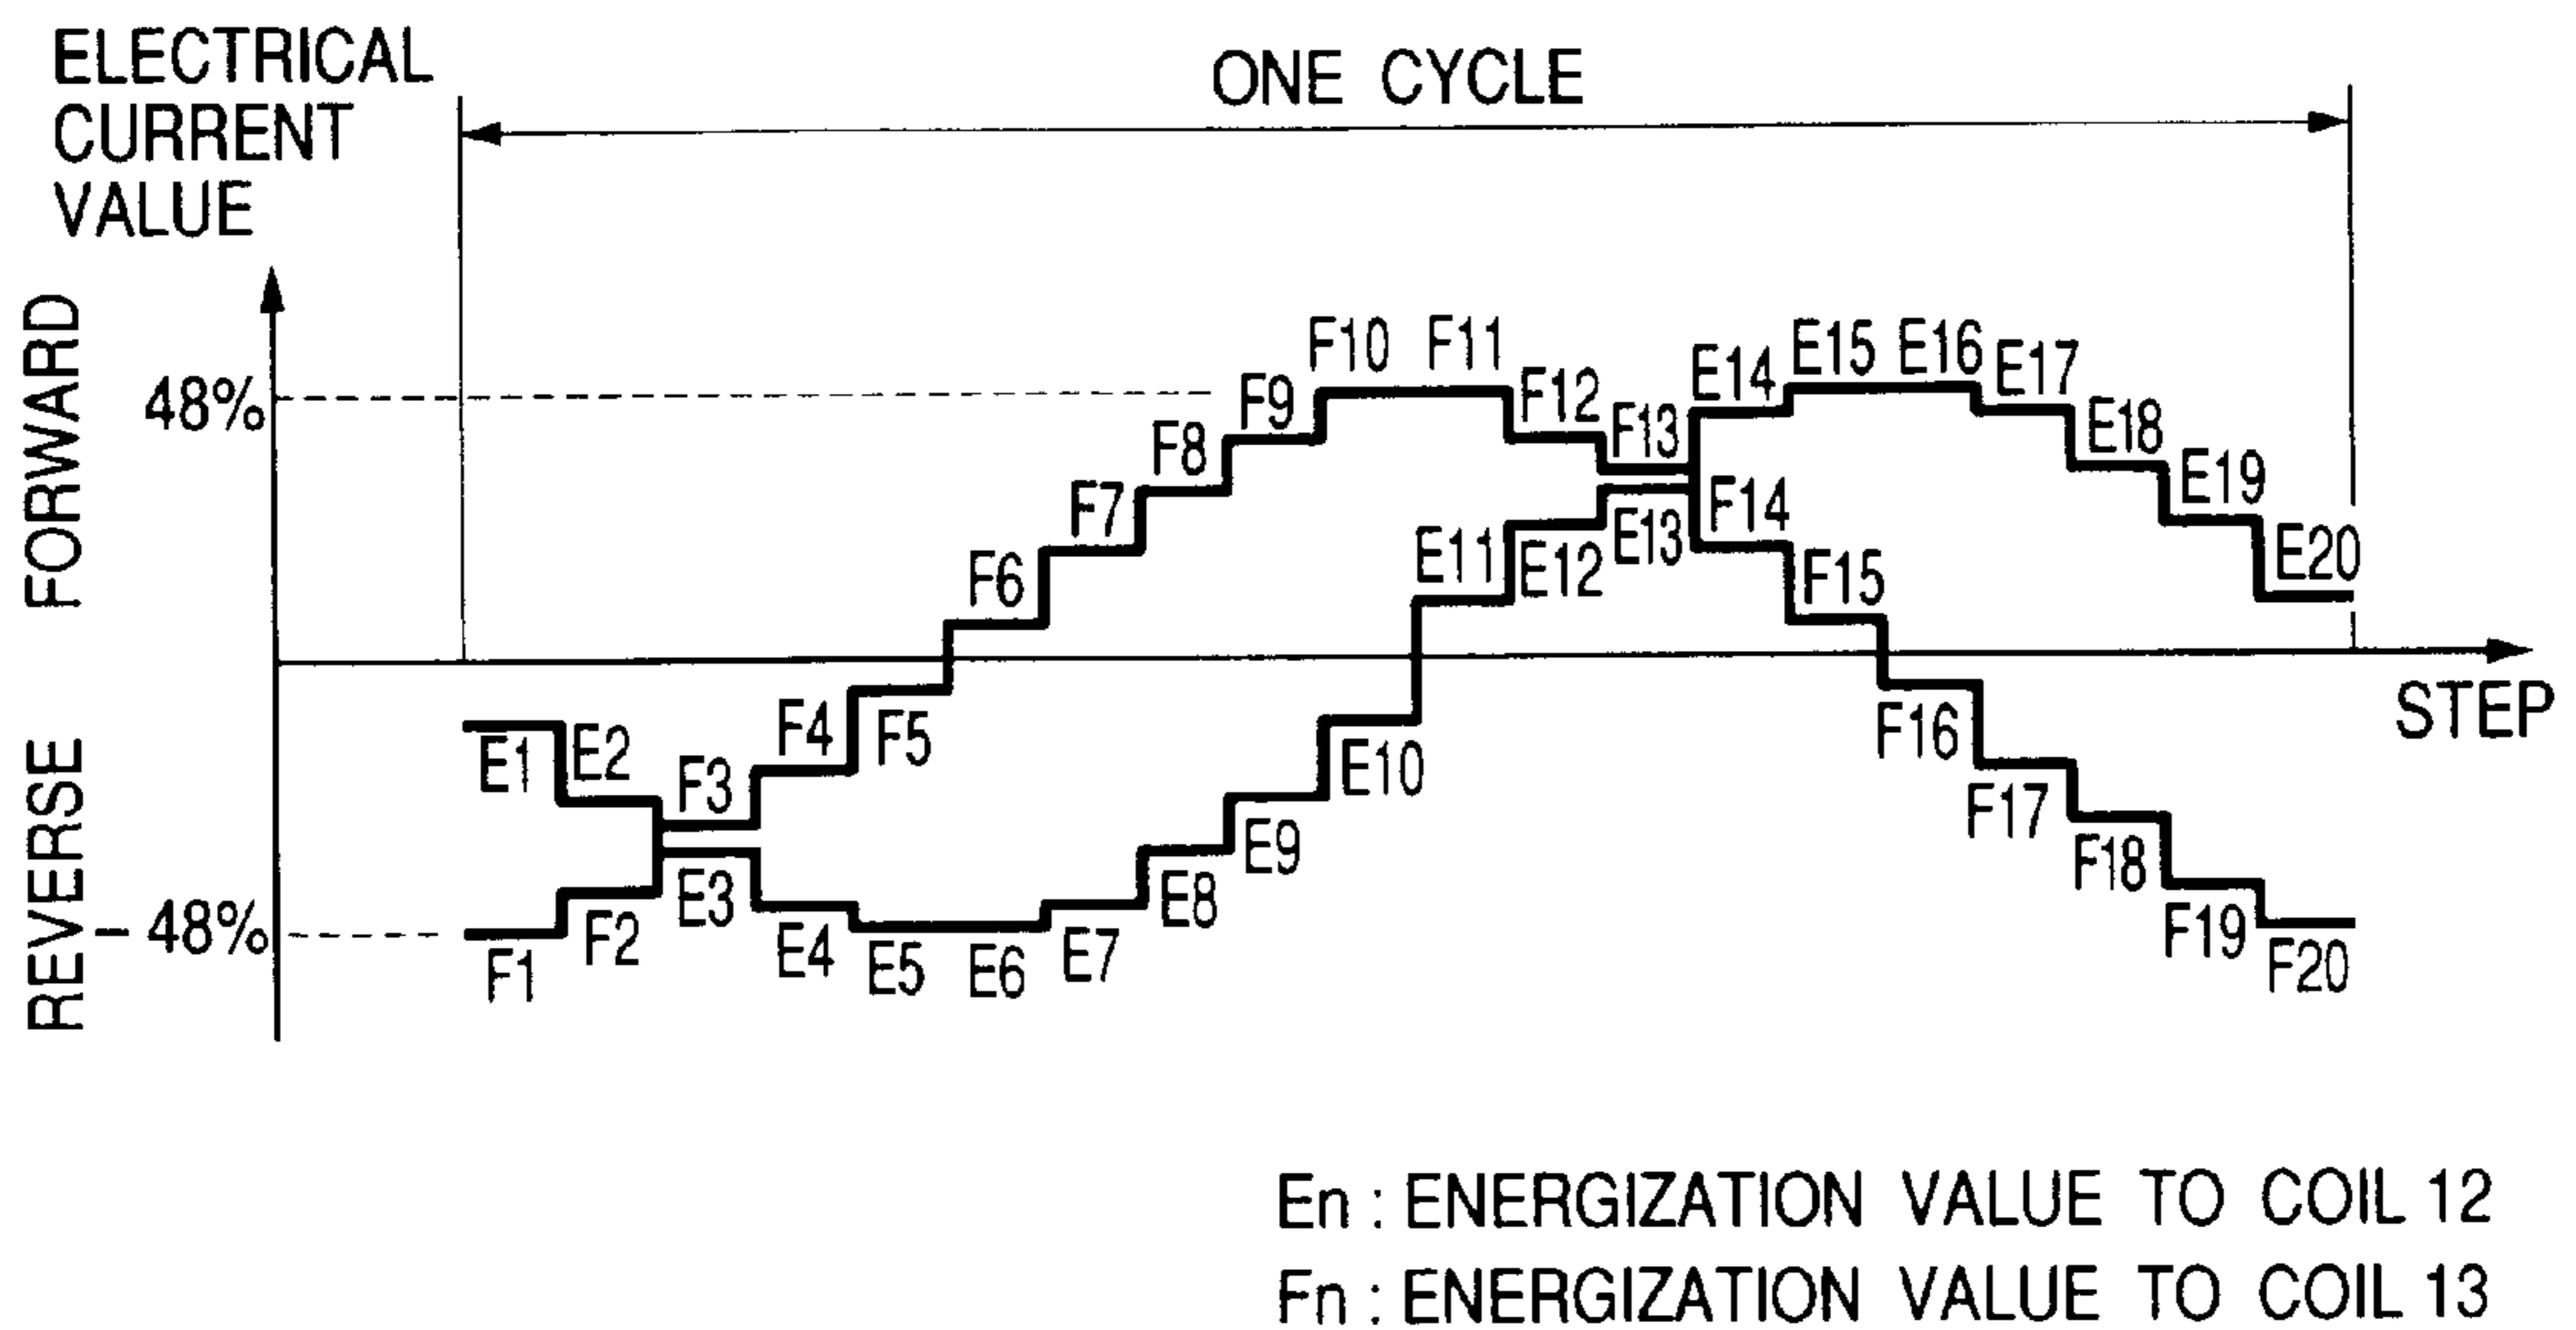 ELECTRICAL
CURRENT
VALUE
ONE CYCLE
FORWARD
REVERSE
48%
- 48%
STEP
E1
E2
E3
E4
E5
E6
E7
E8
E9
E10
E11
E12
E13
E14
E15
E16
E17
E18
E19
E20
F1
F2
F3
F4
F5
F6
F7
F8
F9
F10
F11
F12
F13
F14
F15
F16
F17
F18
F19
F20
En : ENERGIZATION VALUE TO COIL 12
Fn : ENERGIZATION VALUE TO COIL 13